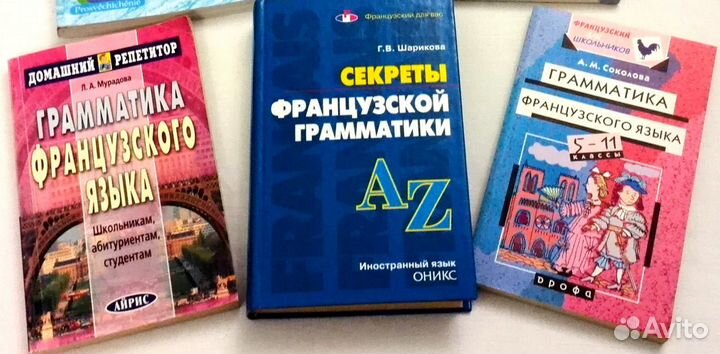 Prosvéchtchénie
ДОМАШНИЙ РЕПЕТИТОР
Л.А. Мурадова
ГРАММАТИКА
ФРАНЦУЗСКОГО
ЯЗЫКА
Школьникам,
абитуриентам,
студентам
АЙРИС
Французский для вас
Г.В. Шарикова
СЕКРЕТЫ
ФРАНЦУЗСКОЙ
ГРАММАТИКИ
AZ
Иностранный язык
ОНИКС
ФРАНЦУЗСКИЙ
ШКОЛЬНИКОВ
А. М. Соколова
ГРАММАТИКА
ФРАНЦУЗСКОГО ЯЗЫКА
5-11
КЛАССЫ
дрофа
Avito